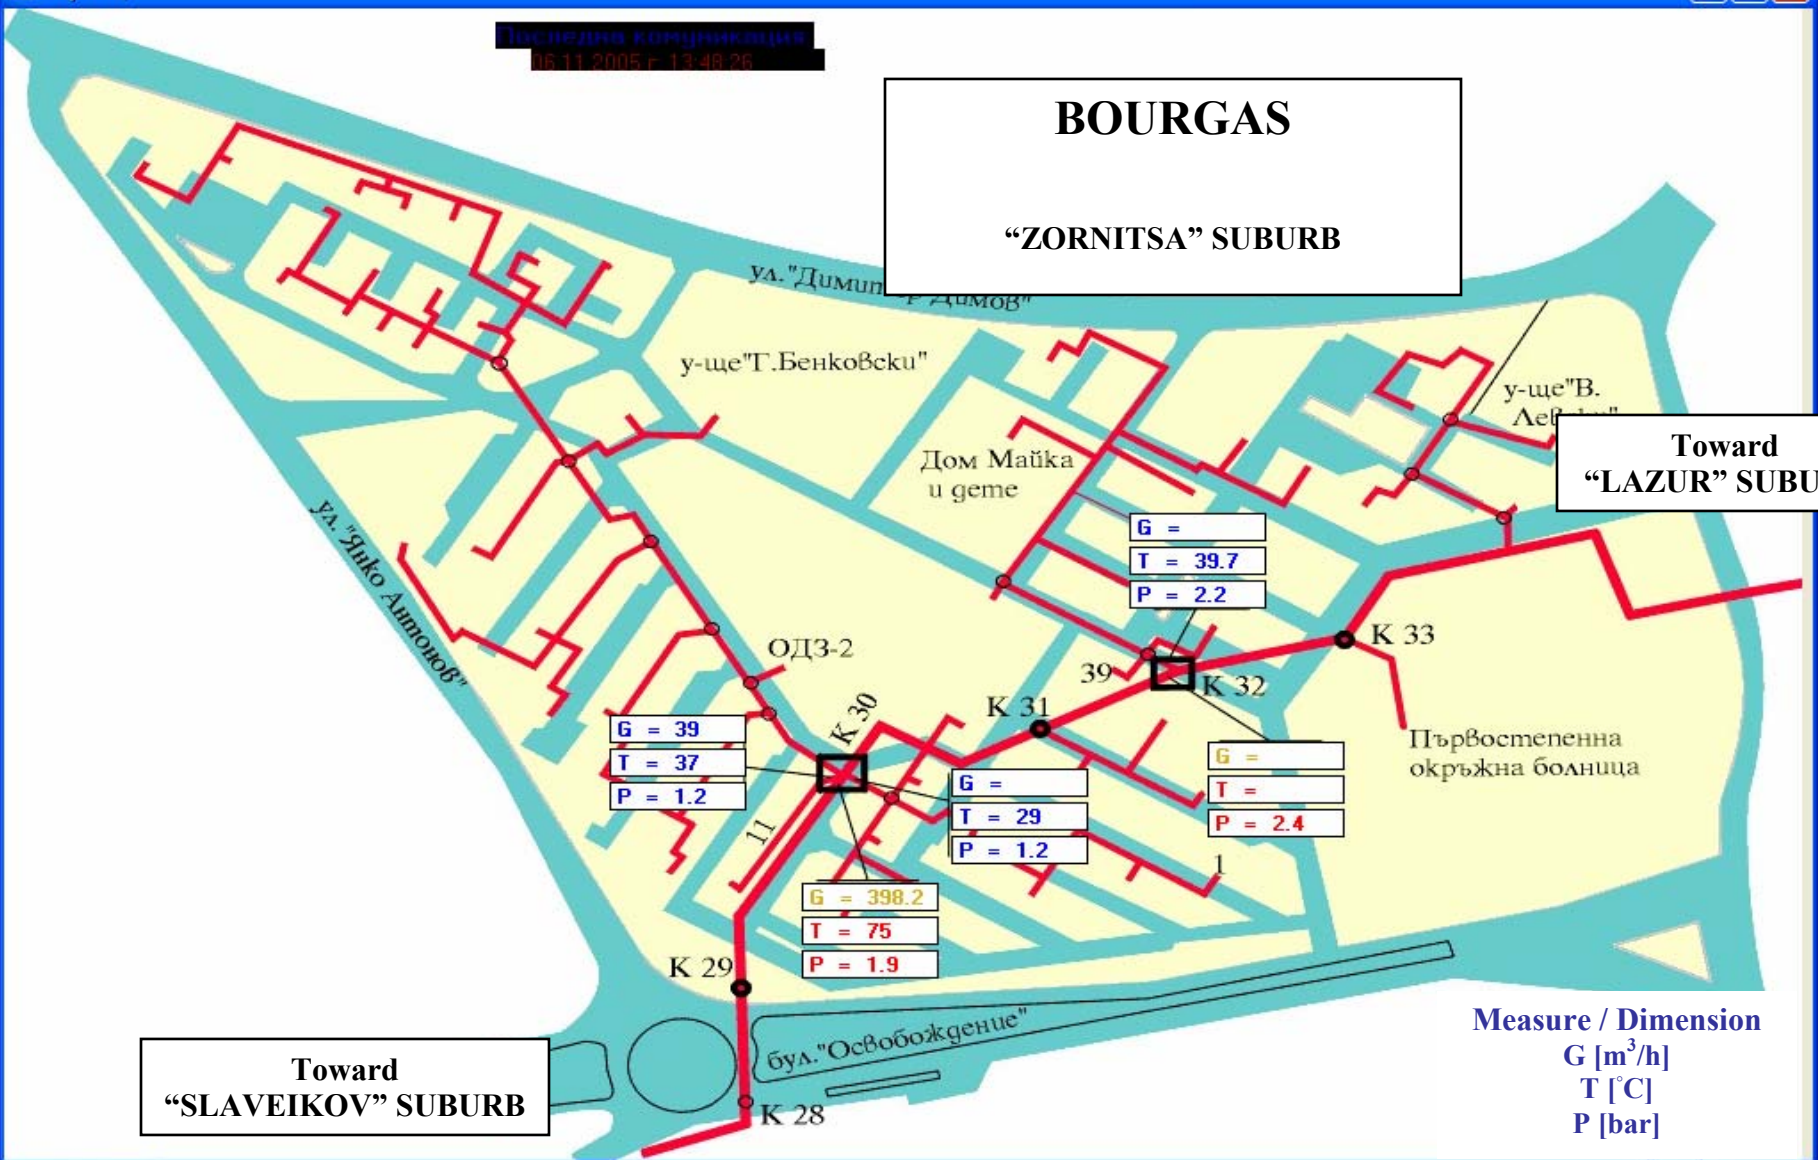 Последна комуникация
06.11.2005 г. 13:48:26
BOURGAS
“ZORNITSA” SUBURB
ул."Димитър Димов"
у-ще"Г.Бенковски"
у-ще"В.
Левски"
Toward
“LAZUR” SUBU
Дом Майка
и дете
ул. "Янко Антонов"
G =
T = 39.7
P = 2.2
ОДЗ-2
К 33
39
К 32
К 31
К 30
G = 39
T = 37
P = 1.2
Първостепенна
окръжна болница
G =
T =
P = 2.4
G =
T = 29
P = 1.2
11
1
G = 398.2
T = 75
P = 1.9
К 29
бул."Освобождение"
Toward
“SLAVEIKOV” SUBURB
К 28
Measure / Dimension
G [m³/h]
T [°C]
P [bar]